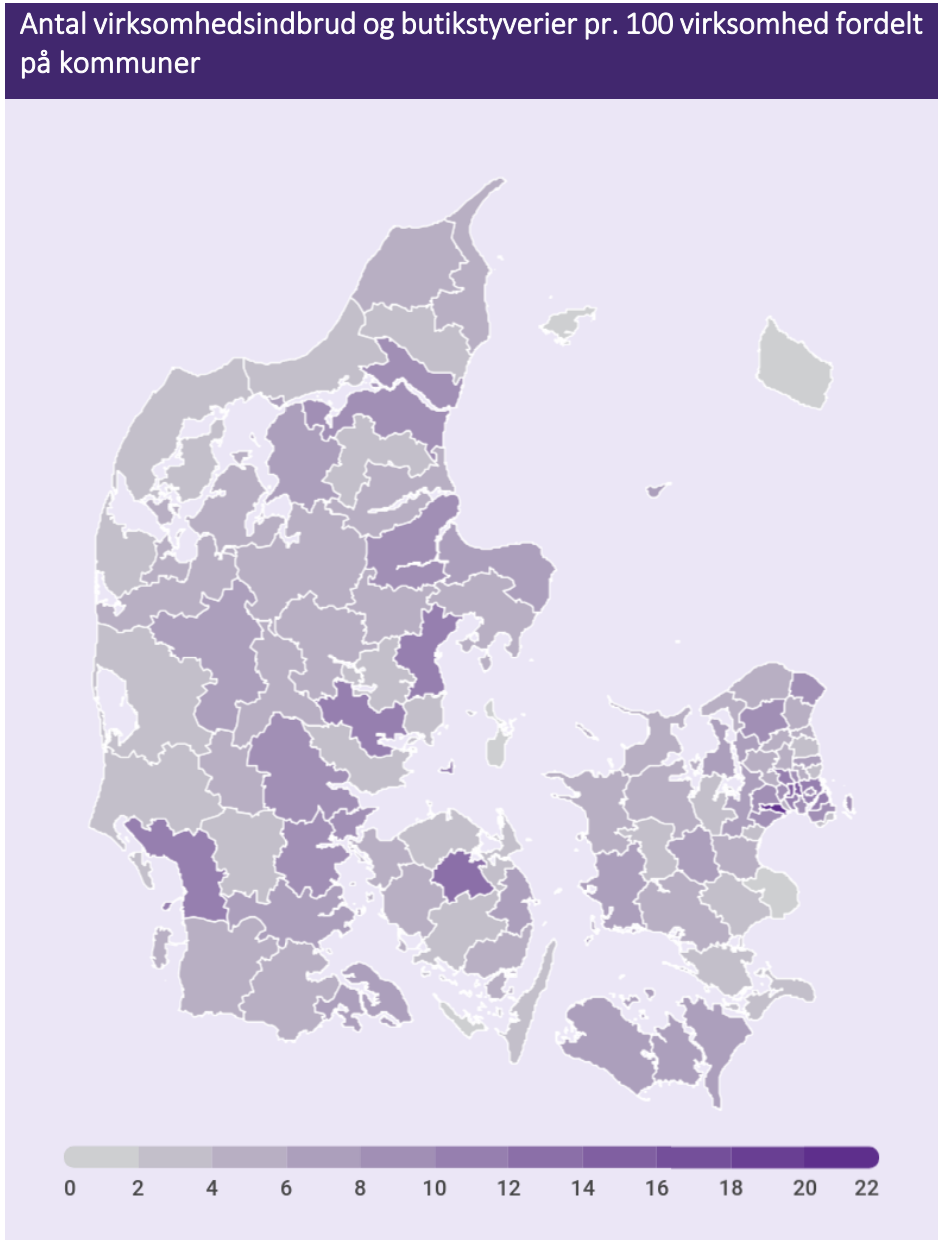 Antal virksomhedsindbrud og butikstyverier pr. 100 virksomhed fordelt
på kommuner
0 2 4 6 8 10 12 14 16 18 20 22